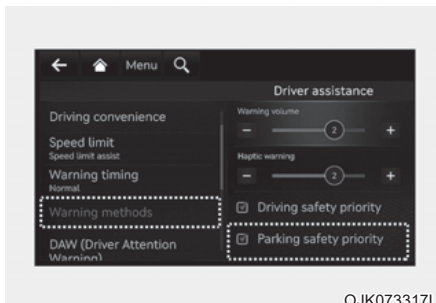 Menu
Driver assistance
Driving convenience
Speed limit
Speed limit assist
Warning timing
Normal
Warning methods
DAW (Driver Attention
Warning)
Warning volume
− 2 +
Haptic warning
− 2 +
Driving safety priority
Parking safety priority
OJK073317L